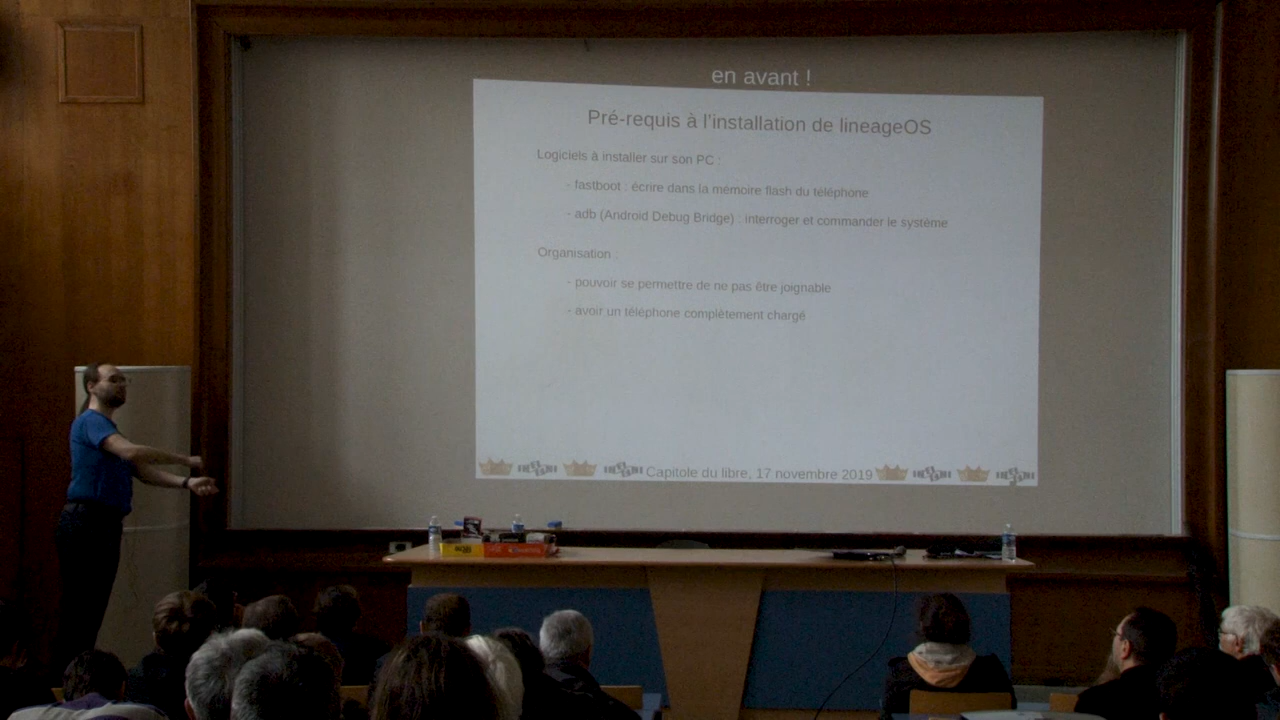 en avant !
Pré-requis à l'installation de lineageOS
Logiciels à installer sur son PC :
- fastboot : écrire dans la mémoire flash du téléphone
- adb (Android Debug Bridge) : interroger et commander le système
Organisation :
- pouvoir se permettre de ne pas être joignable
- avoir un téléphone complètement chargé
Capitole du libre, 17 novembre 2019